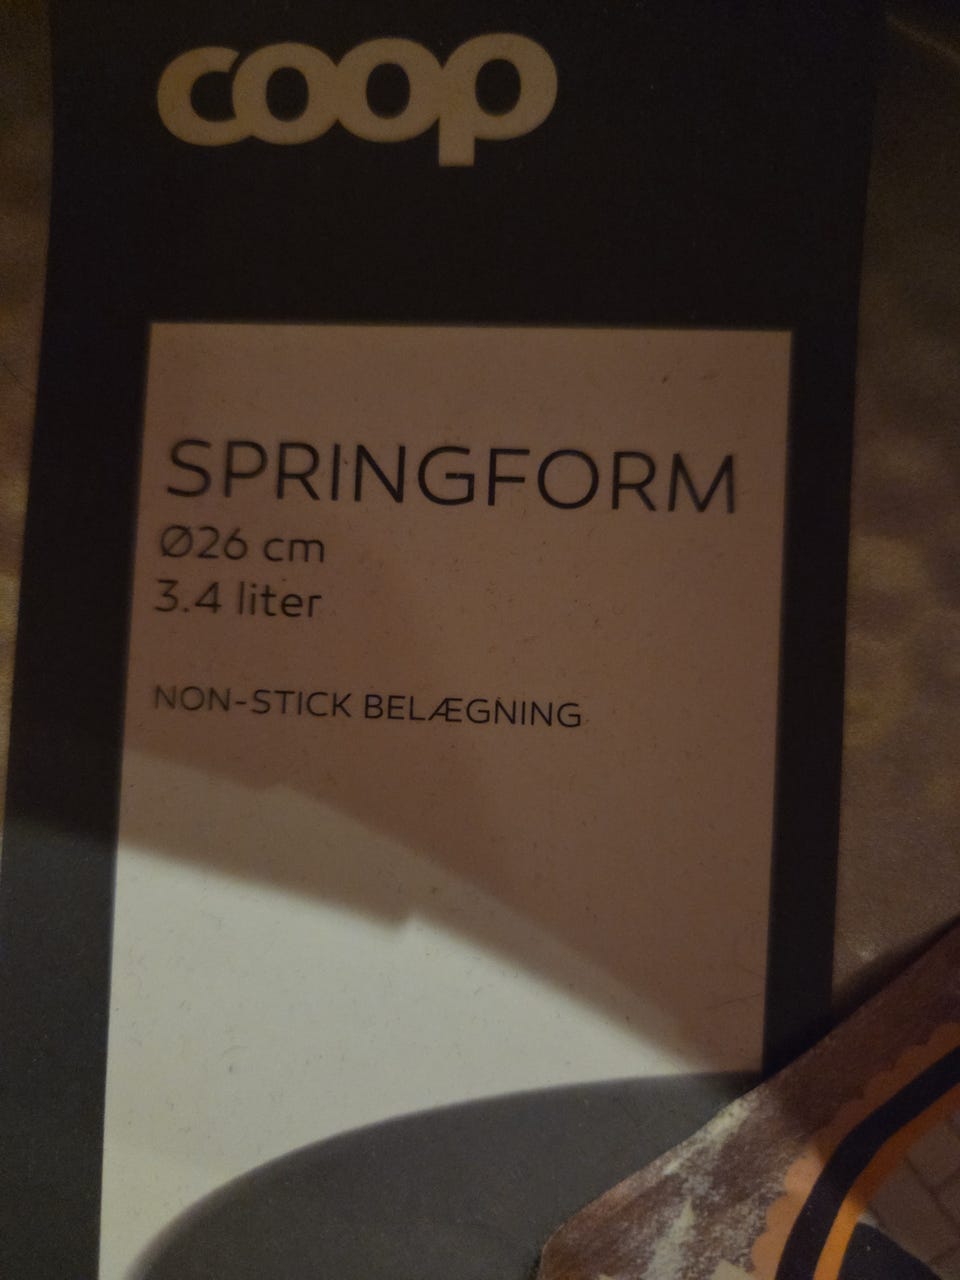 coop
SPRINGFORM
Ø26 cm
3.4 liter
NON-STICK BELÆGNING